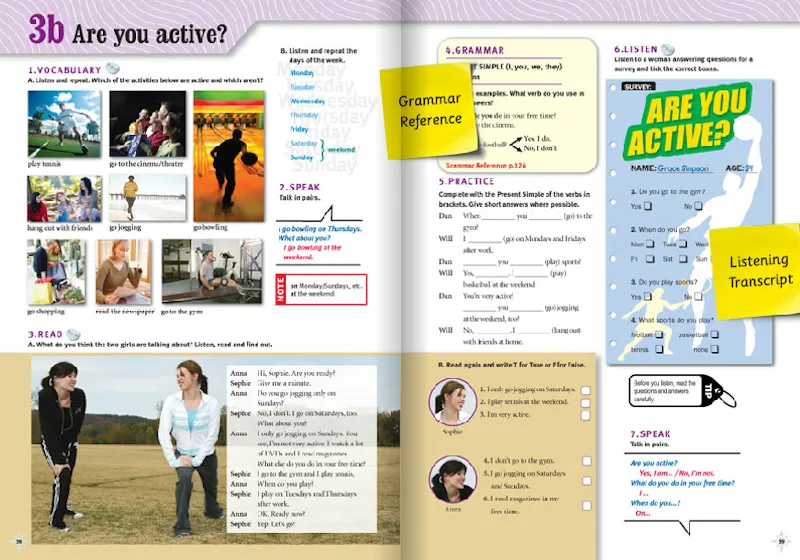 3b Are you active?
1.VOCABULARY
A. Listen and repeat. Which of the activities below are active and which aren't?
play tennis
go to the cinema/theatre
hang out with friends
go jogging
go bowling
go shopping
read the newspaper
go to the gym
B. Listen and repeat the
days of the week.
Monday
Tuesday
Wednesday
Thursday
Friday
Saturday
Sunday
weekend
2.SPEAK
Talk in pairs.
I go bowling on Thursdays.
What about you?
I go bowling at the
weekend.
NOTE
on Monday/Sundays, etc.
at the weekend
3.READ
A. What do you think the two girls are talking about? Listen, read and find out.
Anna Hi, Sophie. Are you ready?
Sophie Give me a minute.
Anna Do you go jogging only on
Sundays?
Sophie No, I don't. I go on Saturdays, too.
What about you?
Anna I only go jogging on Sundays. You
see, I'm not very active. I watch a lot
of DVDs and I read magazines.
What else do you do in your free time?
Sophie I go to the gym and I play tennis.
Anna When do you play?
Sophie I play on Tuesdays and Thursdays
after work.
Anna OK. Ready now?
Sophie Yep. Let's go!
38
4.GRAMMAR
SIMPLE (I, you, we, they)
examples. What verb do you use in
you do in your free time?
the cinema.
football?
Yes, I do.
No, I don't
Grammar Reference p.126
Grammar
Reference
5.PRACTICE
Complete with the Present Simple of the verbs in
brackets. Give short answers where possible.
Dan When ______ you ______ (go) to the
gym?
Will I ______ (go) on Mondays and Fridays
after work.
Dan ______ you ______ (play) sports?
Will Yes, ______. I ______ (play)
basketball at the weekend.
Dan You're very active!
______ you ______ (go) jogging
at the weekend, too?
Will No, ______. I ______ (hang out
with friends at home.
B. Read again and write T for True or F for False.
1. I only go jogging on Saturdays.
2. I play tennis at the weekend.
3. I'm very active.
Sophie
4. I don't go to the gym.
5. I go jogging on Saturdays
and Sundays.
6. I read magazines in my
free time.
Anna
6.LISTEN
Listen to a woman answering questions for a
survey and tick the correct boxes.
SURVEY:
ARE YOU
ACTIVE?
NAME: Grace Simpson AGE: 24
1. Do you go to the gym?
Yes No
2. When do you go?
Mon Tues Wed
Fri Sat Sun
3. Do you play sports?
Yes No
4. What sports do you play?
football basketball
tennis none
Listening
Transcript
Before you listen, read the
questions and answers
carefully.
TIP
7.SPEAK
Talk in pairs.
Are you active?
Yes, I am... / No, I'm not.
What do you do in your free time?
I ...
When do you...?
On...
39